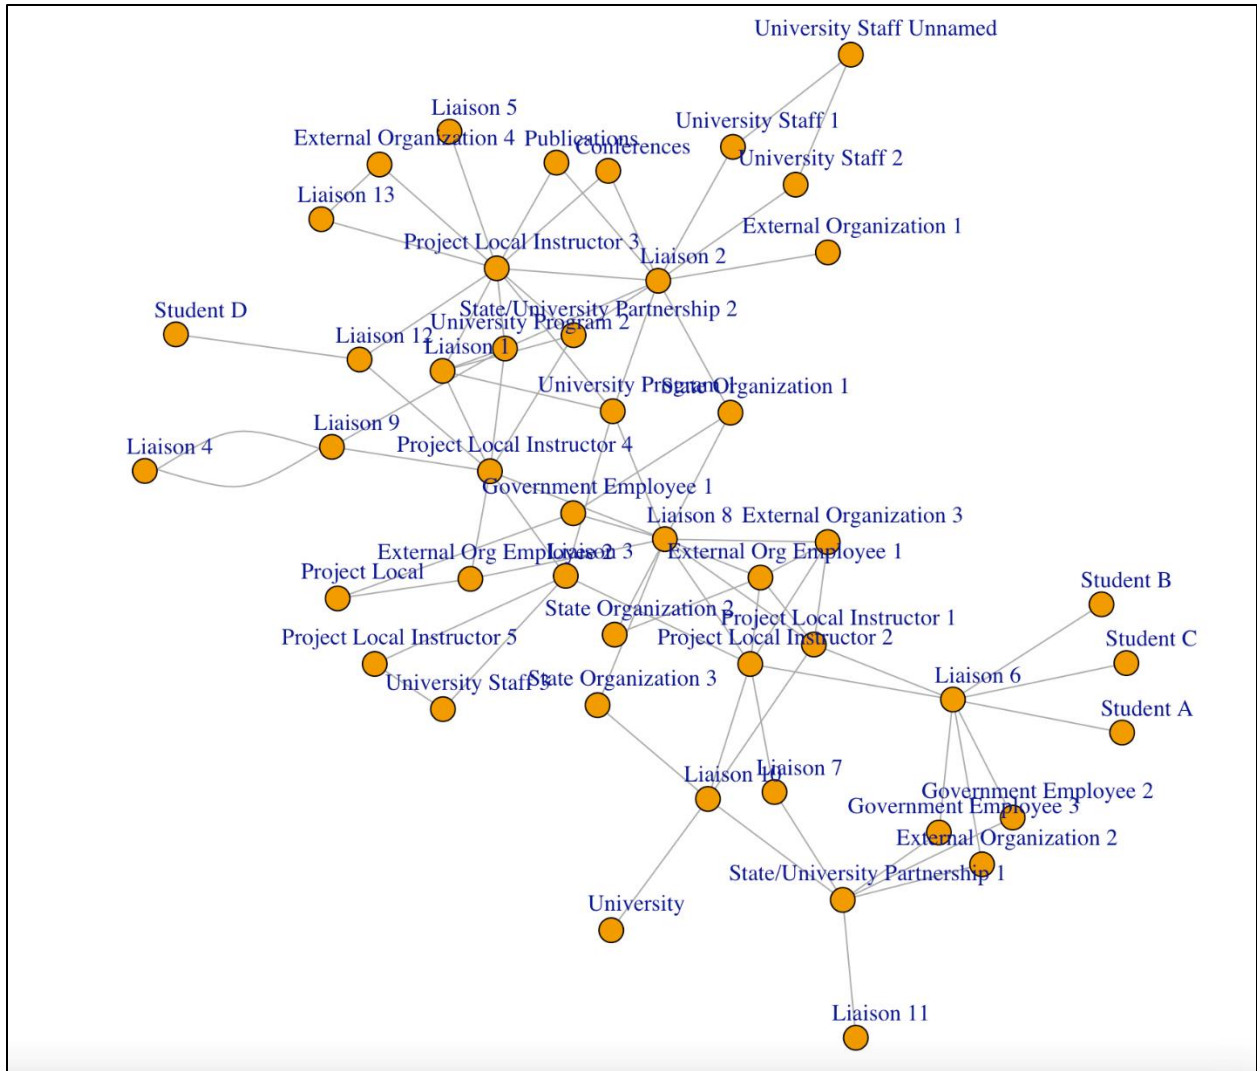 University Staff Unnamed
Liaison 5
University Staff 1
External Organization 4
Publications
Conferences
University Staff 2
Liaison 13
External Organization 1
Project Local Instructor 3
Liaison 2
Student D
State/University Partnership 2
University Program 2
Liaison 12
Liaison 1
University Program 1
State Organization 1
Liaison 9
Liaison 4
Project Local Instructor 4
Government Employee 1
Liaison 8
External Organization 3
External Org Employee 2
Liaison 3
External Org Employee 1
Project Local
Student B
State Organization 2
Project Local Instructor 1
Project Local Instructor 5
Project Local Instructor 2
Student C
University Staff 3
State Organization 3
Liaison 6
Student A
Liaison 10
Liaison 7
Government Employee 2
Government Employee 3
External Organization 2
State/University Partnership 1
University
Liaison 11